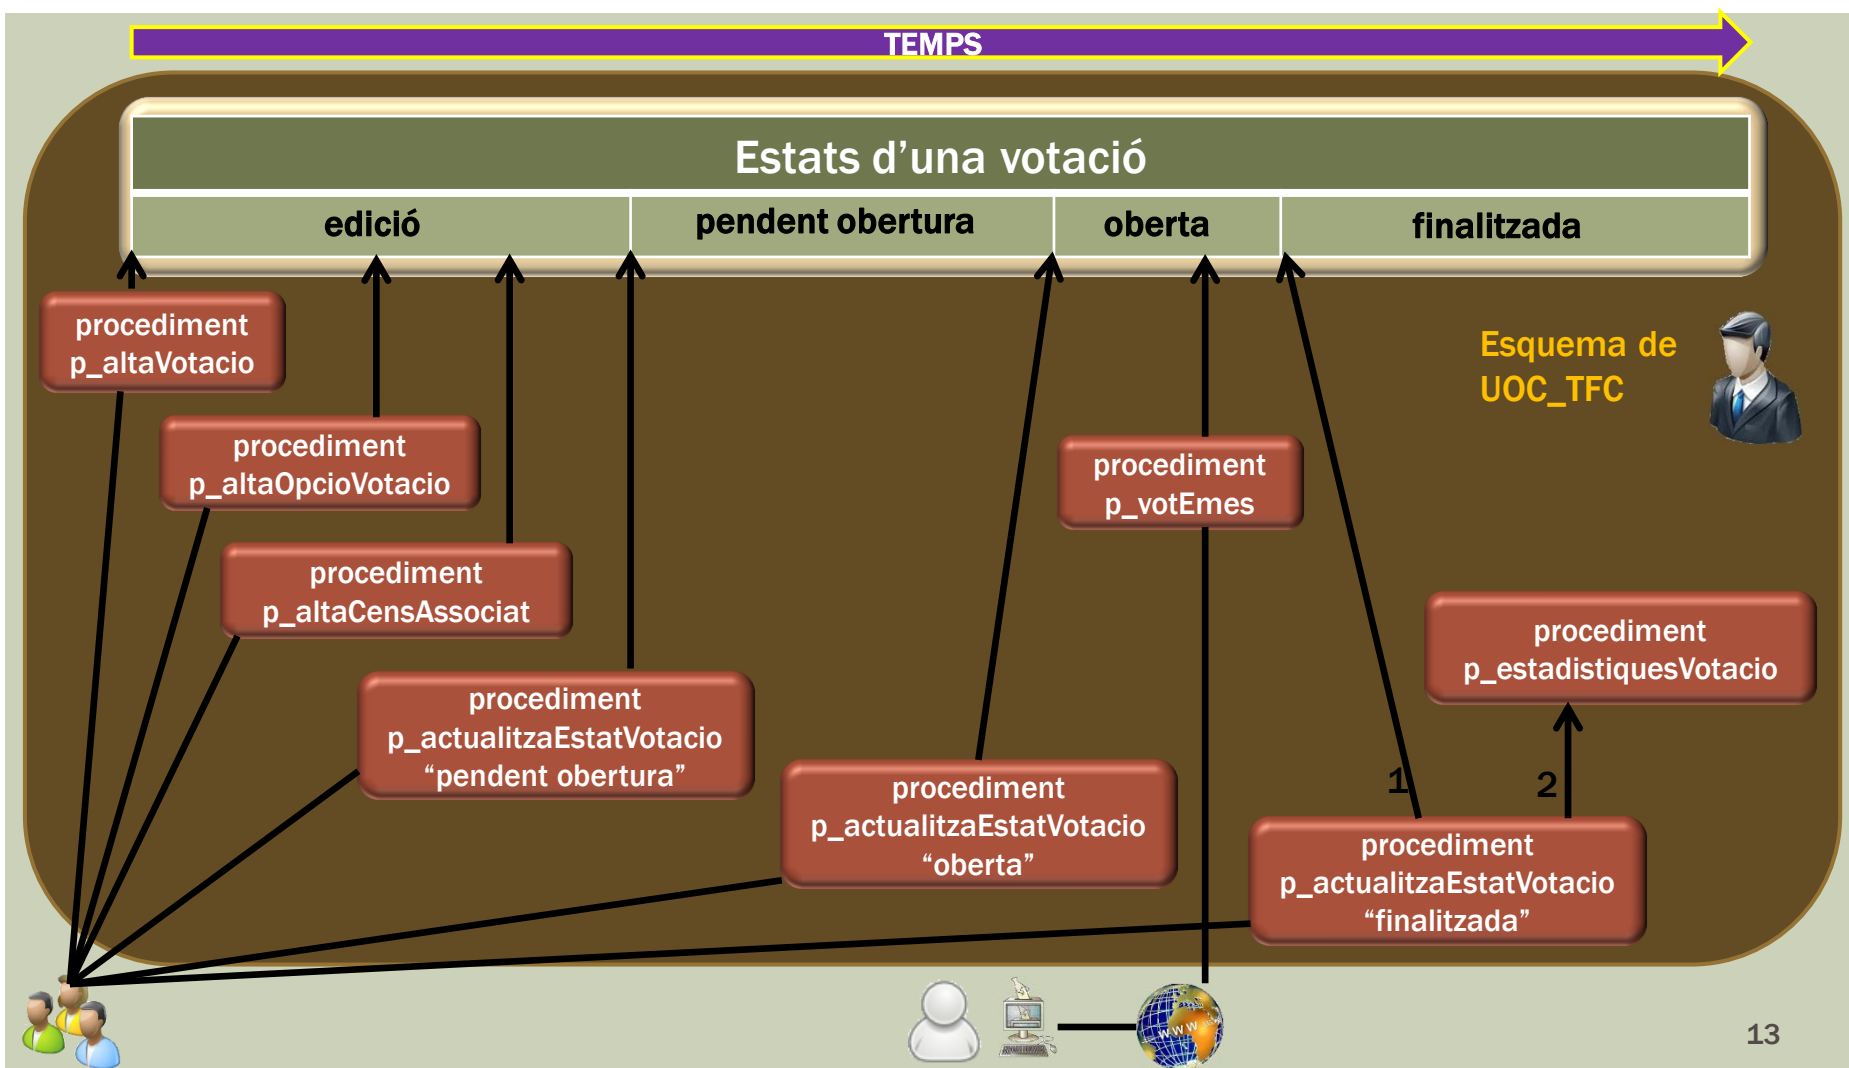 TEMPS
Estats d’una votació
edició
pendent obertura
oberta
finalitzada
procediment
p_altaVotacio
Esquema de
UOC_TFC
procediment
p_altaOpcioVotacio
procediment
p_votEmes
procediment
p_altaCensAssociat
procediment
p_estadistiquesVotacio
procediment
p_actualitzaEstatVotacio
“pendent obertura”
procediment
p_actualitzaEstatVotacio
“oberta”
1
2
procediment
p_actualitzaEstatVotacio
“finalitzada”
WWW
13